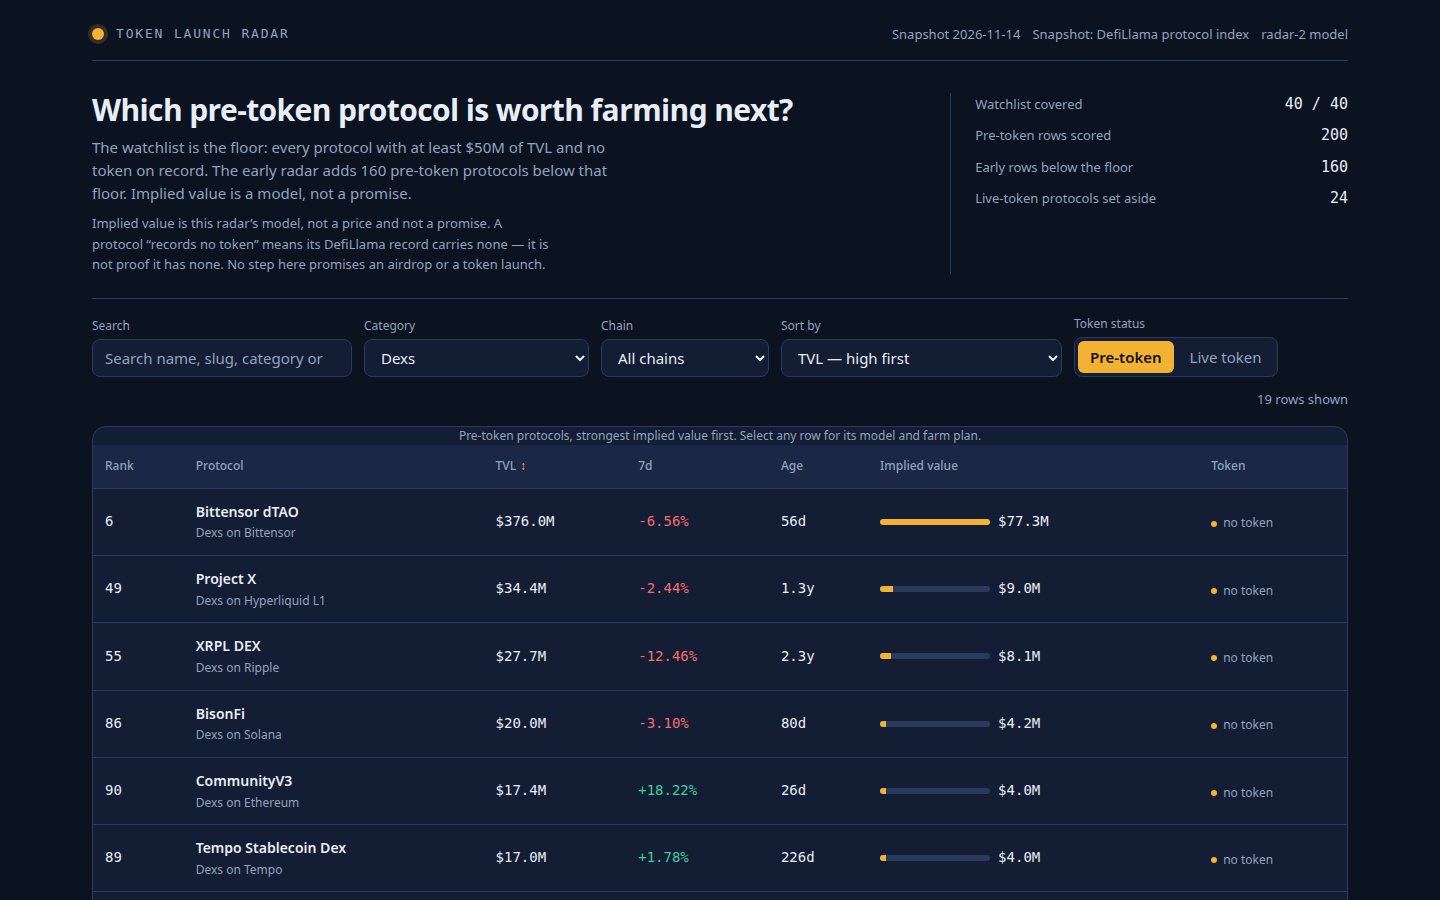 TOKEN LAUNCH RADAR
Snapshot 2026-11-14 Snapshot: DefiLlama protocol index radar-2 model
Which pre-token protocol is worth farming next?
The watchlist is the floor: every protocol with at least $50M of TVL and no
token on record. The early radar adds 160 pre-token protocols below that
floor. Implied value is a model, not a promise.
Implied value is this radar’s model, not a price and not a promise. A
protocol “records no token” means its DefiLlama record carries none — it is
not proof it has none. No step here promises an airdrop or a token launch.
Watchlist covered 40 / 40
Pre-token rows scored 200
Early rows below the floor 160
Live-token protocols set aside 24
Search Category Chain Sort by Token status
Search name, slug, category or Dexs All chains TVL — high first Pre-token Live token
19 rows shown
Pre-token protocols, strongest implied value first. Select any row for its model and farm plan.
Rank Protocol TVL ↕ 7d Age Implied value Token
6 Bittensor dTAO $376.0M -6.56% 56d $77.3M no token
Dexs on Bittensor
49 Project X $34.4M -2.44% 1.3y $9.0M no token
Dexs on Hyperliquid L1
55 XRPL DEX $27.7M -12.46% 2.3y $8.1M no token
Dexs on Ripple
86 BisonFi $20.0M -3.10% 80d $4.2M no token
Dexs on Solana
90 CommunityV3 $17.4M +18.22% 26d $4.0M no token
Dexs on Ethereum
89 Tempo Stablecoin Dex $17.0M +1.78% 226d $4.0M no token
Dexs on Tempo